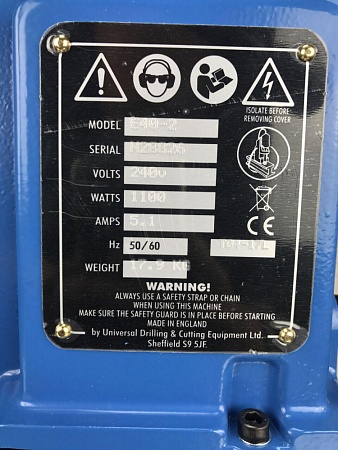 ISOLATE BEFORE
REMOVING COVER
MODEL E40-2
SERIAL
VOLTS 240v
WATTS 1100
AMPS 5.1
Hz 50/60
WEIGHT 17.9 KG
CE
WARNING!
ALWAYS USE A SAFETY STRAP OR CHAIN
WHEN USING THIS MACHINE
MAKE SURE THE SAFETY GUARD IS IN PLACE BEFORE STARTING
MADE IN ENGLAND
by Universal Drilling & Cutting Equipment Ltd.
Sheffield S9 5JF.